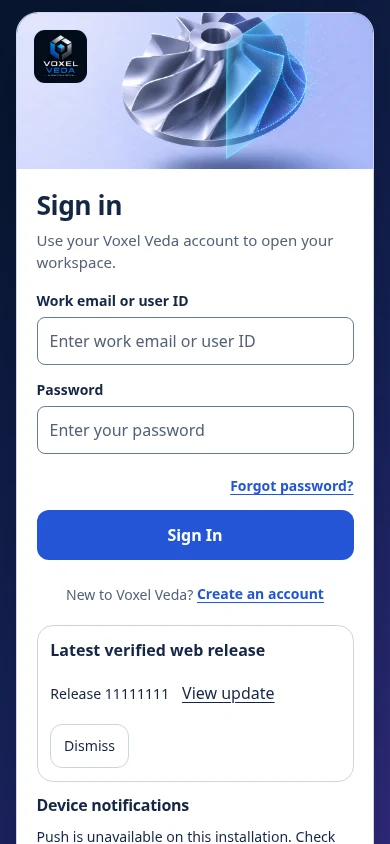 VOXEL
VEDA
Sign in
Use your Voxel Veda account to open your
workspace.
Work email or user ID
Enter work email or user ID
Password
Enter your password
Forgot password?
Sign In
New to Voxel Veda? Create an account
Latest verified web release
Release 11111111 View update
Dismiss
Device notifications
Push is unavailable on this installation. Check